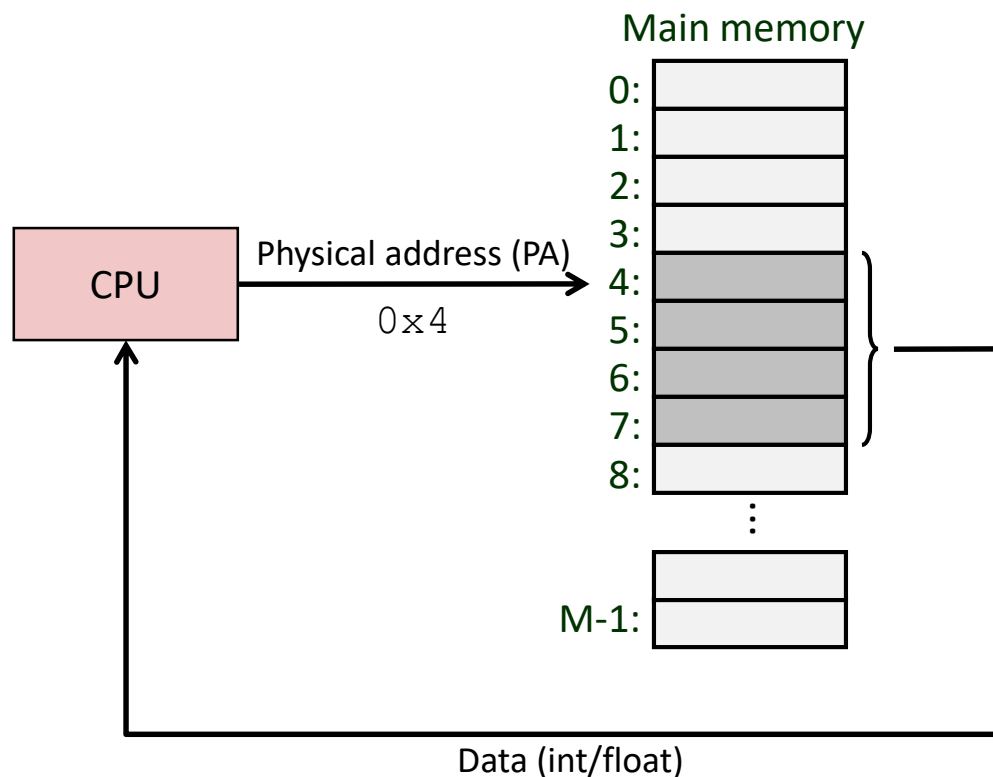 Main memory
0:
1:
2:
3:
CPU
Physical address (PA)
0x4
4:
5:
6:
7:
8:
⋮
M-1:
Data (int/float)